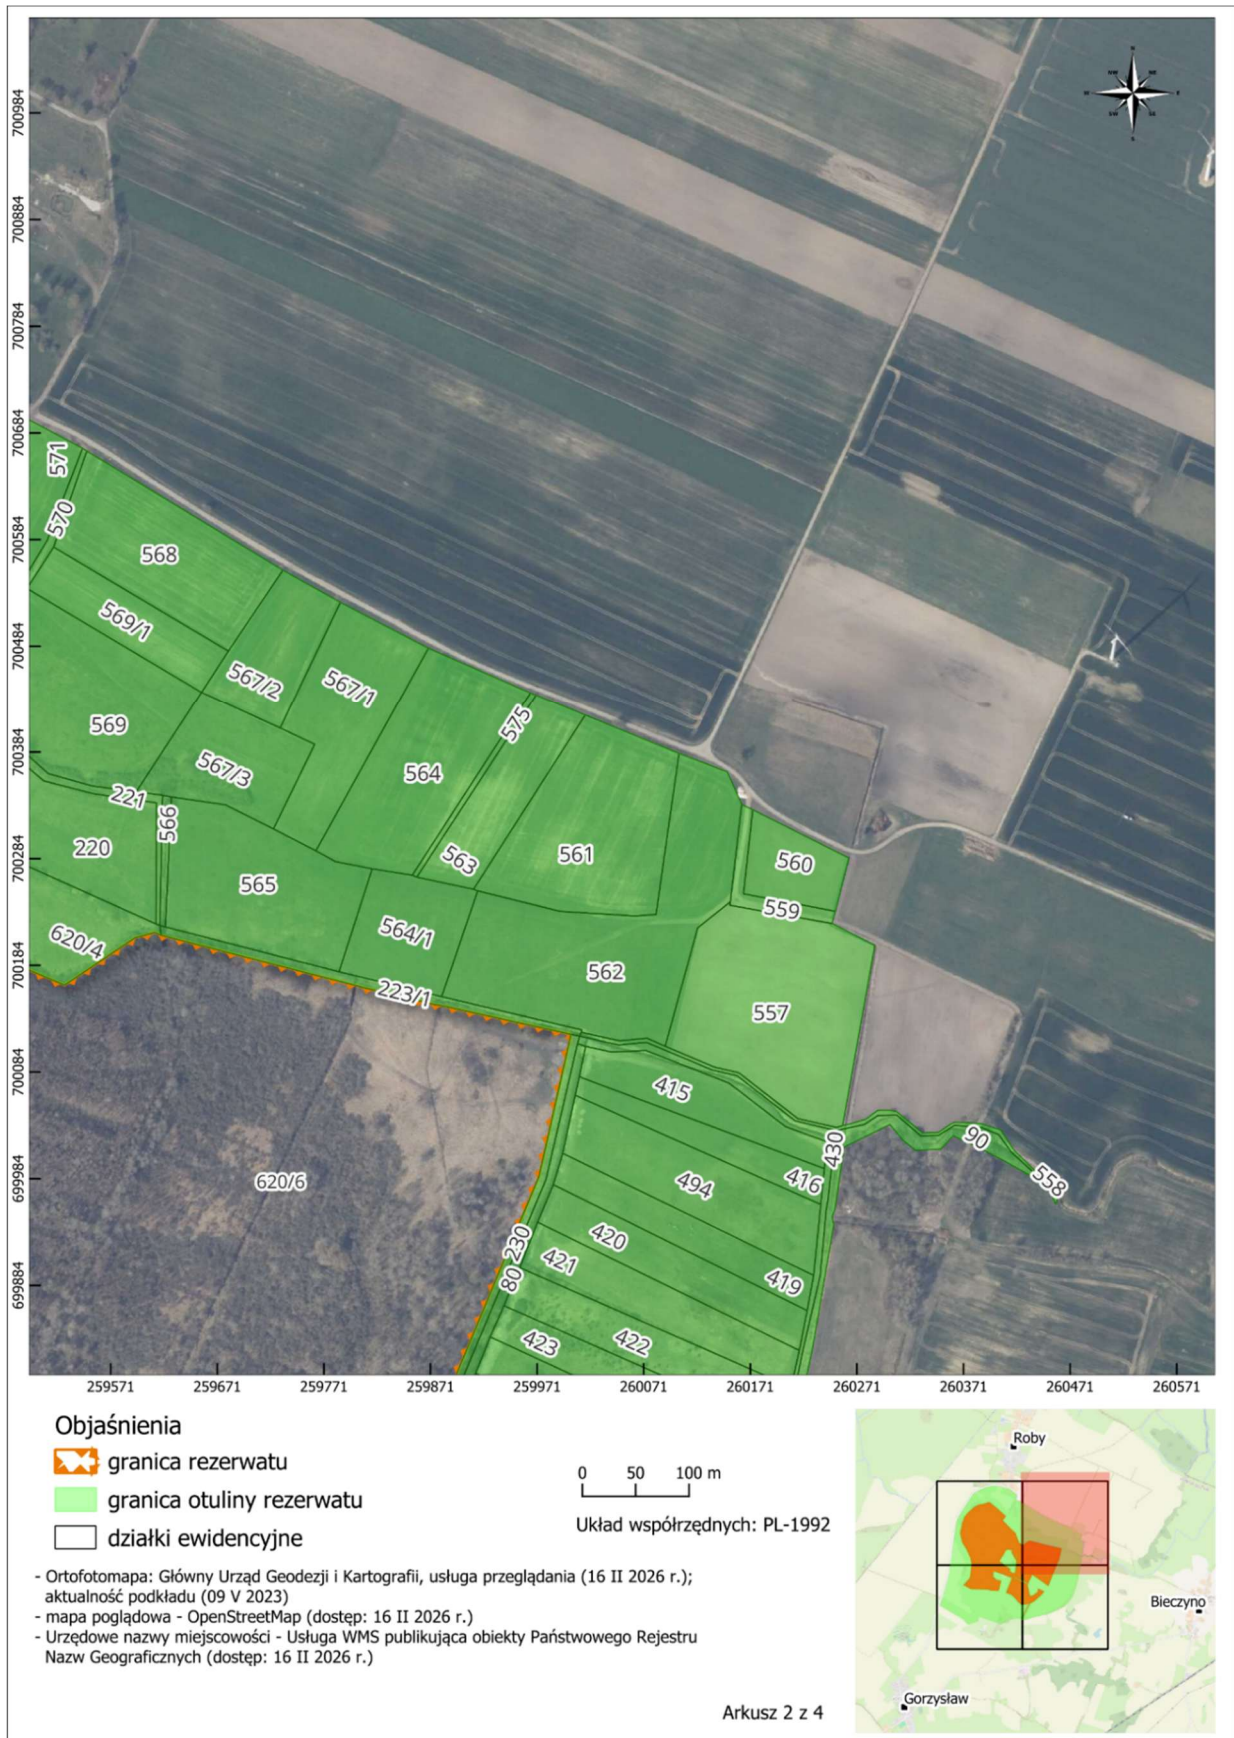 N
NW NE
W E
SW SE
S
700984
700884
700784
700684
700584
700484
700384
700284
700184
700084
699984
699884
571
570
568
569/1
567/2
567/1
575
569
567/3
564
221
566
220
563
561
560
565
559
564/1
620/4
562
223/1
557
415
430
90
416
558
620/6
494
230
420
421
419
80
422
423
259571 259671 259771 259871 259971 260071 260171 260271 260371 260471 260571
Objaśnienia
granica rezerwatu
granica otuliny rezerwatu
działki ewidencyjne
0 50 100 m
Układ współrzędnych: PL-1992
- Ortofotomapa: Główny Urząd Geodezji i Kartografii, usługa przeglądania (16 II 2026 r.);
aktualność podkładu (09 V 2023)
- mapa poglądowa - OpenStreetMap (dostęp: 16 II 2026 r.)
- Urzędowe nazwy miejscowości - Usługa WMS publikująca obiekty Państwowego Rejestru
Nazw Geograficznych (dostęp: 16 II 2026 r.)
Arkusz 2 z 4
Roby
Bieczyno
Gorzysław